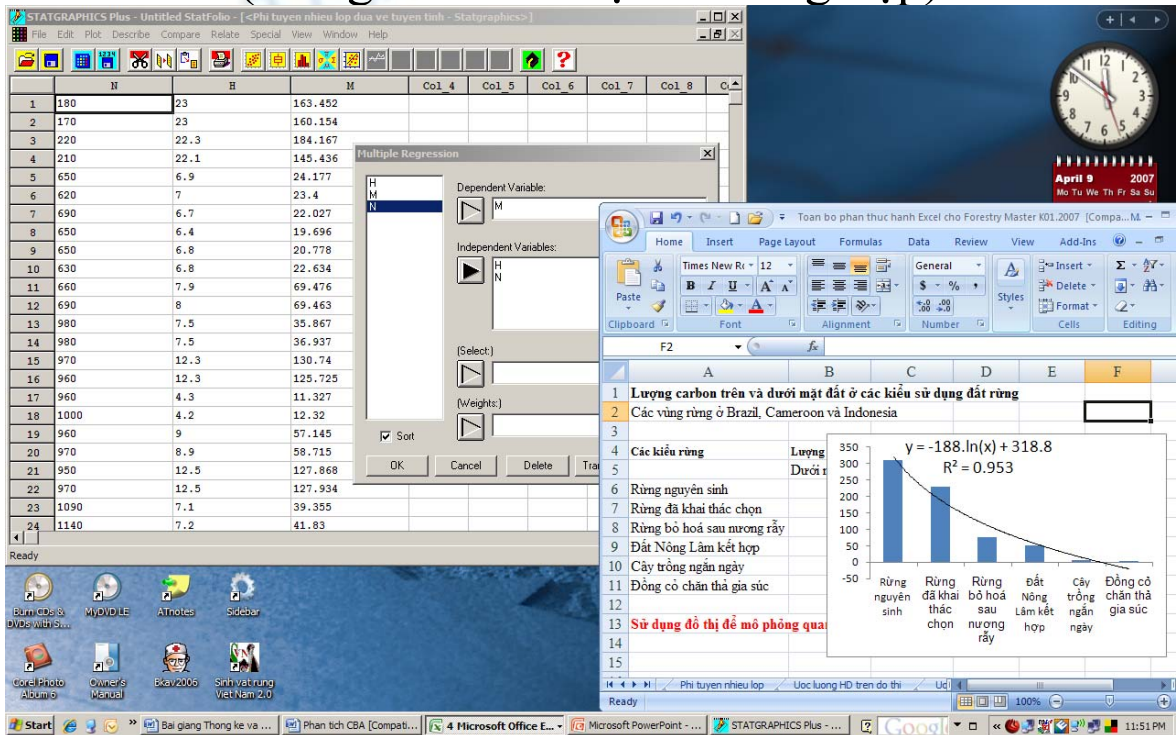 STATGRAPHICS Plus - Untitled StatFolio - [<Phi tuyen nhieu lop dua ve tuyen tinh - Statgraphics>]
File Edit Plot Describe Compare Relate Special View Window Help
N H M Col_4 Col_5 Col_6 Col_7 Col_8
1 180 23 163.452
2 170 23 160.154
3 220 22.3 184.167
4 210 22.1 145.436
5 650 6.9 24.177
6 620 7 23.4
7 690 6.7 22.027
8 650 6.4 19.696
9 650 6.8 20.778
10 630 6.8 22.634
11 660 7.9 69.476
12 690 8 69.463
13 980 7.5 35.867
14 980 7.5 36.937
15 970 12.3 130.74
16 960 12.3 125.725
17 960 4.3 11.327
18 1000 4.2 12.32
19 960 9 57.145
20 970 8.9 58.715
21 950 12.5 127.868
22 970 12.5 127.934
23 1090 7.1 39.355
24 1140 7.2 41.83
Ready
Multiple Regression
H
M
N
Dependent Variable:
M
Independent Variables:
H
N
(Select:)
(Weights:)
Sort
OK Cancel Delete
12 1 2 3 4 5 6 7 8 9 10 11
April 9 2007
Mo Tu We Th Fr Sa Su
Toan bo phan thuc hanh Excel cho Forestry Master K01.2007 [Compa...
Home Insert Page Layout Formulas Data Review View Add-Ins
Paste
Times New R 12
B I U
General
$ % ,
Styles
Insert
Delete
Format
Clipboard Font Alignment Number Cells Editing
F2 fx
A B C D E F
1 Lượng carbon trên và dưới mặt đất ở các kiểu sử dụng đất rừng
2 Các vùng rừng ở Brazil, Cameroon và Indonesia
3
4 Các kiểu rừng Lượng
5
6 Rừng nguyên sinh
7 Rừng đã khai thác chọn
8 Rừng bỏ hoá sau nương rẫy
9 Đất Nông Lâm kết hợp
10 Cây trồng ngắn ngày
11 Đồng cỏ chăn thả gia súc
12
13 Sử dụng đồ thị để mô phỏng
14
15
y = -188.ln(x) + 318.8
R² = 0.953
350
300
250
200
150
100
50
0
-50
Rừng nguyên sinh
Rừng đã khai thác chọn
Rừng bỏ hoá sau nương rẫy
Đất Nông Lâm kết hợp
Cây trồng ngắn ngày
Đồng cỏ chăn thả gia súc
Phi tuyen nhieu lop Uoc luong HD tren do thi
Ready 100%
Burn CDs & DVDs with S...
MyDVD LE
ATnotes
Sidebar
Corel Photo Album 6
Owner's Manual
Bkav2006
Sinh vat rung Viet Nam 2.0
Start Bai giang Thong ke va ... Phan tich CBA [Compati... 4 Microsoft Office E... Microsoft PowerPoint - ... STATGRAPHICS Plus - ... 11:51 PM